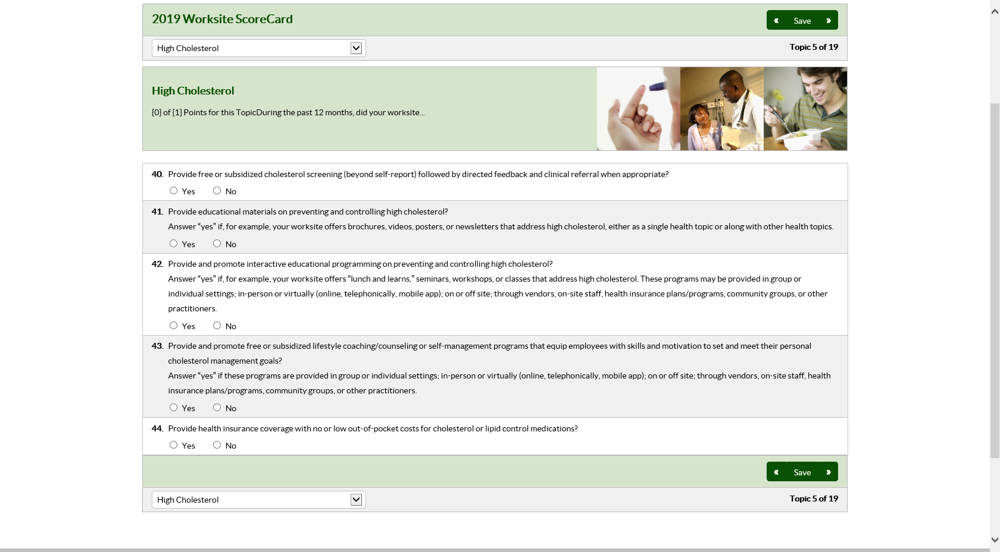 2019 Worksite ScoreCard
« Save »
High Cholesterol
Topic 5 of 19
High Cholesterol
{0} of {1} Points for this TopicDuring the past 12 months, did your worksite...
40. Provide free or subsidized cholesterol screening (beyond self-report) followed by directed feedback and clinical referral when appropriate?
Yes No
41. Provide educational materials on preventing and controlling high cholesterol?
Answer “yes” if, for example, your worksite offers brochures, videos, posters, or newsletters that address high cholesterol, either as a single health topic or along with other health topics.
Yes No
42. Provide and promote interactive educational programming on preventing and controlling high cholesterol?
Answer “yes” if, for example, your worksite offers “lunch and learns,” seminars, workshops, or classes that address high cholesterol. These programs may be provided in group or
individual settings; in-person or virtually (online, telephonically, mobile app); on or off site; through vendors, on-site staff, health insurance plans/programs, community groups, or other
practitioners.
Yes No
43. Provide and promote free or subsidized lifestyle coaching/counseling or self-management programs that equip employees with skills and motivation to set and meet their personal
cholesterol management goals?
Answer “yes” if these programs are provided in group or individual settings; in-person or virtually (online, telephonically, mobile app); on or off site; through vendors, on-site staff, health
insurance plans/programs, community groups, or other practitioners.
Yes No
44. Provide health insurance coverage with no or low out-of-pocket costs for cholesterol or lipid control medications?
Yes No
« Save »
High Cholesterol
Topic 5 of 19